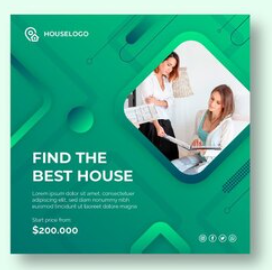 HOUSELOGO
FIND THE
BEST HOUSE
Lorem ipsum dolor sit amet, consectetuer
adipiscing elit, sed diam nonummy nibh
euismod tincidunt ut laoreet dolore magna
Start price from
$200.000